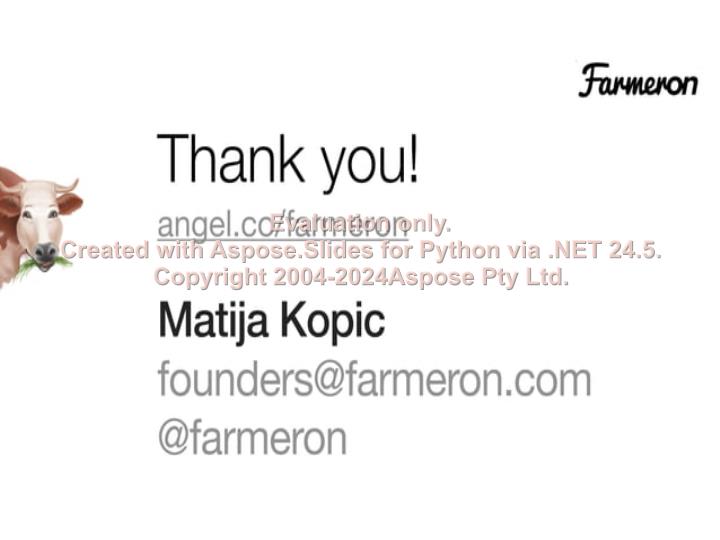 Farmeron
Thank you!
angel.co/farmeron
Evaluation only.
Created with Aspose.Slides for Python via .NET 24.5.
Copyright 2004-2024Aspose Pty Ltd.
Matija Kopic
founders@farmeron.com
@farmeron